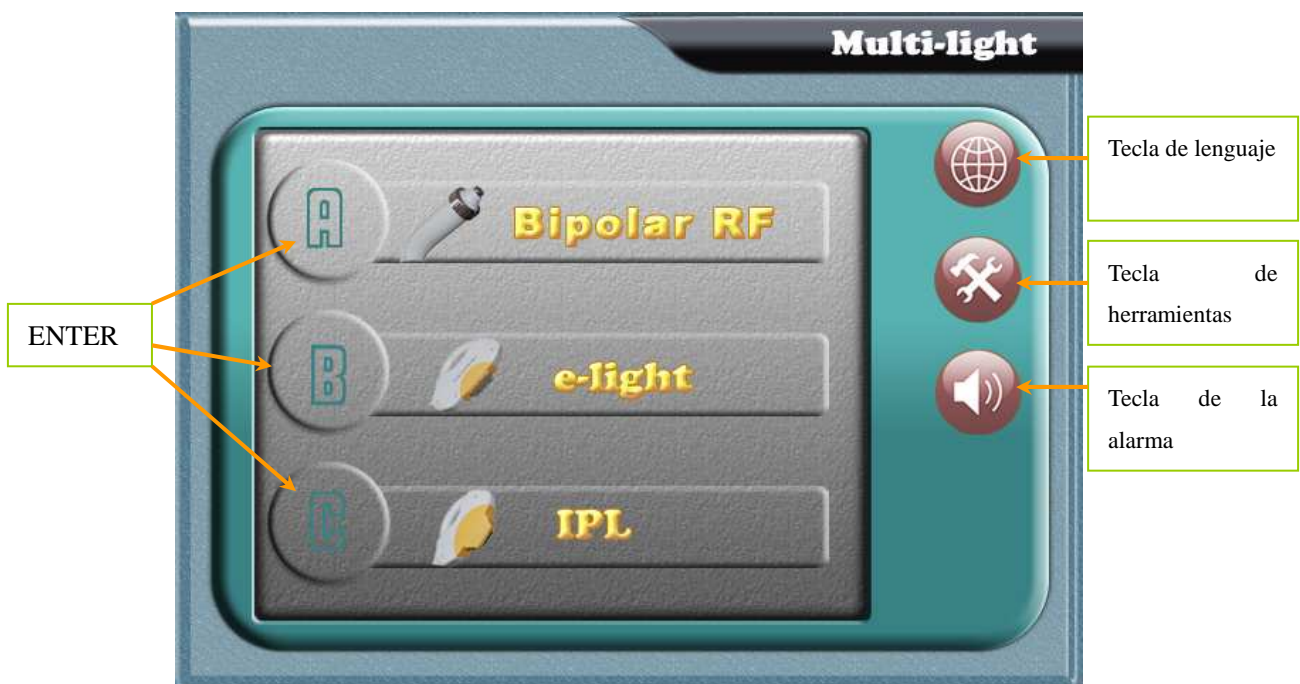 Multi-light
Tecla de lenguaje
A
Bipolar RF
Tecla de
herramientas
ENTER
B
e-light
Tecla de la
alarma
C
IPL